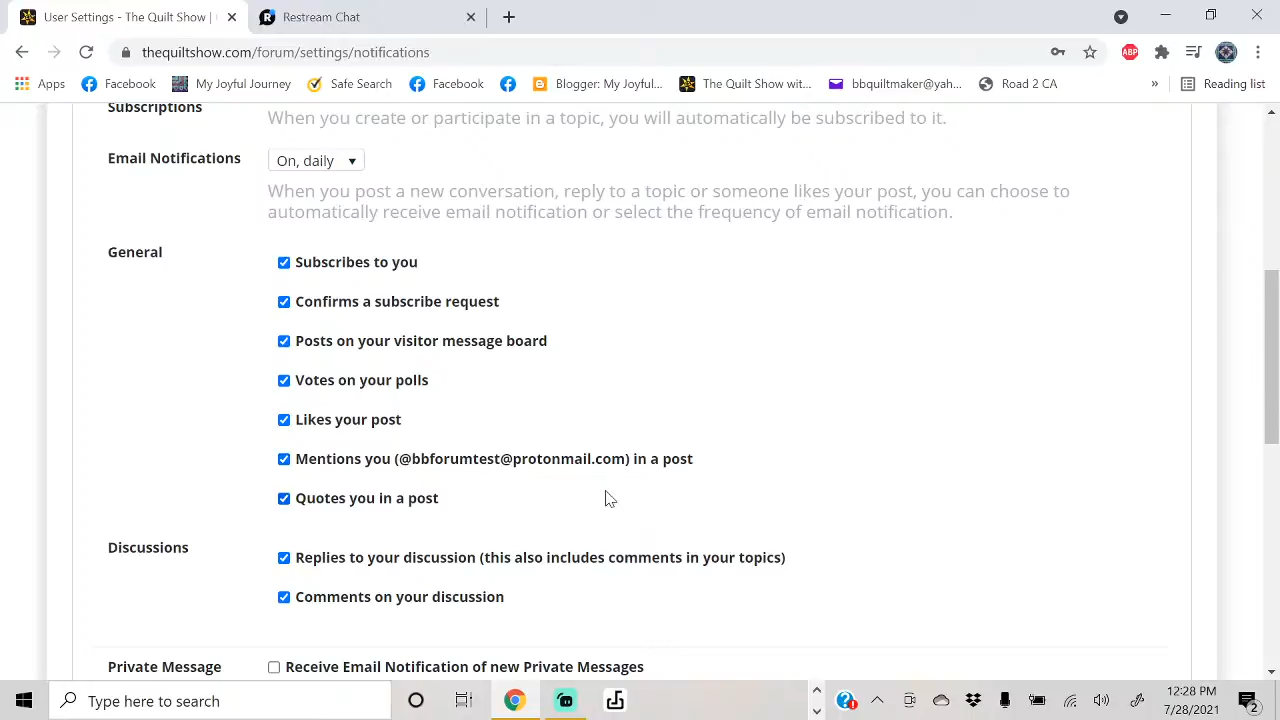 User Settings | The Quilt Show
Restream Chat
thequiltshow.com/forum/settings/notifications
ABP
Apps
Facebook
My Joyful Journey
Safe Search
Facebook
Blogger: My Joyful...
The Quilt Show wit...
bbquiltmaker@yah...
Road 2 CA
»
Reading list
Subscriptions
When you create or participate in a topic, you will automatically be subscribed to it.
Email Notifications
On, daily
When you post a new conversation, reply to a topic or someone likes your post, you can choose to
automatically receive email notification or select the frequency of email notification.
General
Subscribes to you
Confirms a subscribe request
Posts on your visitor message board
Votes on your polls
Likes your post
Mentions you (@bbforumtest@protonmail.com) in a post
Quotes you in a post
Discussions
Replies to your discussion (this also includes comments in your topics)
Comments on your discussion
Private Message
Receive Email Notification of new Private Messages
Type here to search
12:28 PM
7/28/2021
2